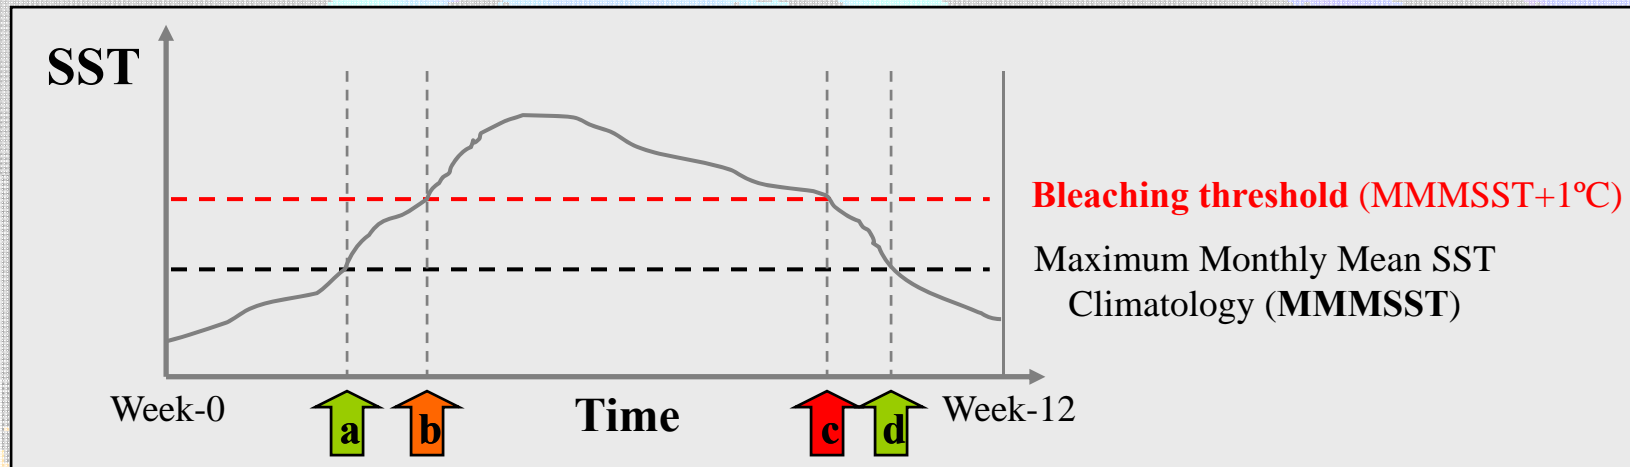 SST
Bleaching threshold (MMMSST+1ºC)
Maximum Monthly Mean SST
Climatology (MMMSST)
Week-0
a
b
Time
c
d
Week-12